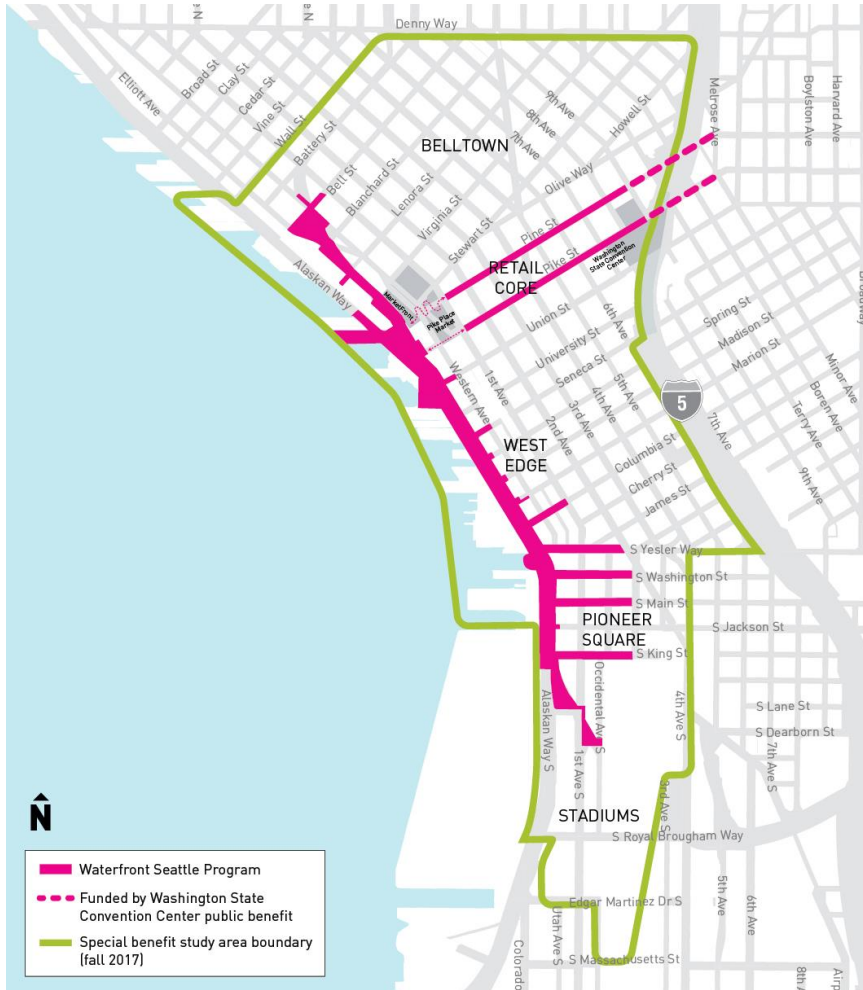 Denny Way
Elliott Ave
Broad St
Clay St
Cedar St
Vine St
Wall St
Battery St
Bell St
Blanchard St
Lenora St
Virginia St
Stewart St
9th Ave
8th Ave
7th Ave
Howell St
Olive Way
Melrose Ave
Boylston Ave
Harvard Ave
BELLTOWN
Pine St
Pike St
RETAIL
CORE
Washington
State Convention
Center
Alaskan Way
MarketFront
Pike Place
Market
Union St
University St
Seneca St
6th Ave
5th Ave
4th Ave
3rd Ave
2nd Ave
1st Ave
Western Ave
Spring St
Madison St
Marion St
Minor Ave
Boren Ave
Terry Ave
9th Ave
7th Ave
5
WEST
EDGE
Columbia St
Cherry St
James St
S Yesler Way
S Washington St
S Main St
PIONEER
SQUARE
S Jackson St
S King St
Occidental Ave S
Alaskan Way S
1st Ave S
4th Ave S
3rd Ave S
S Lane St
S Dearborn St
7th Ave S
STADIUMS
S Royal Brougham Way
Edgar Martinez Dr S
Utah Ave S
S Massachusetts St
Colorado
5th Ave S
6th Ave S
8th A
Airp
N
Waterfront Seattle Program
Funded by Washington State
Convention Center public benefit
Special benefit study area boundary
(fall 2017)